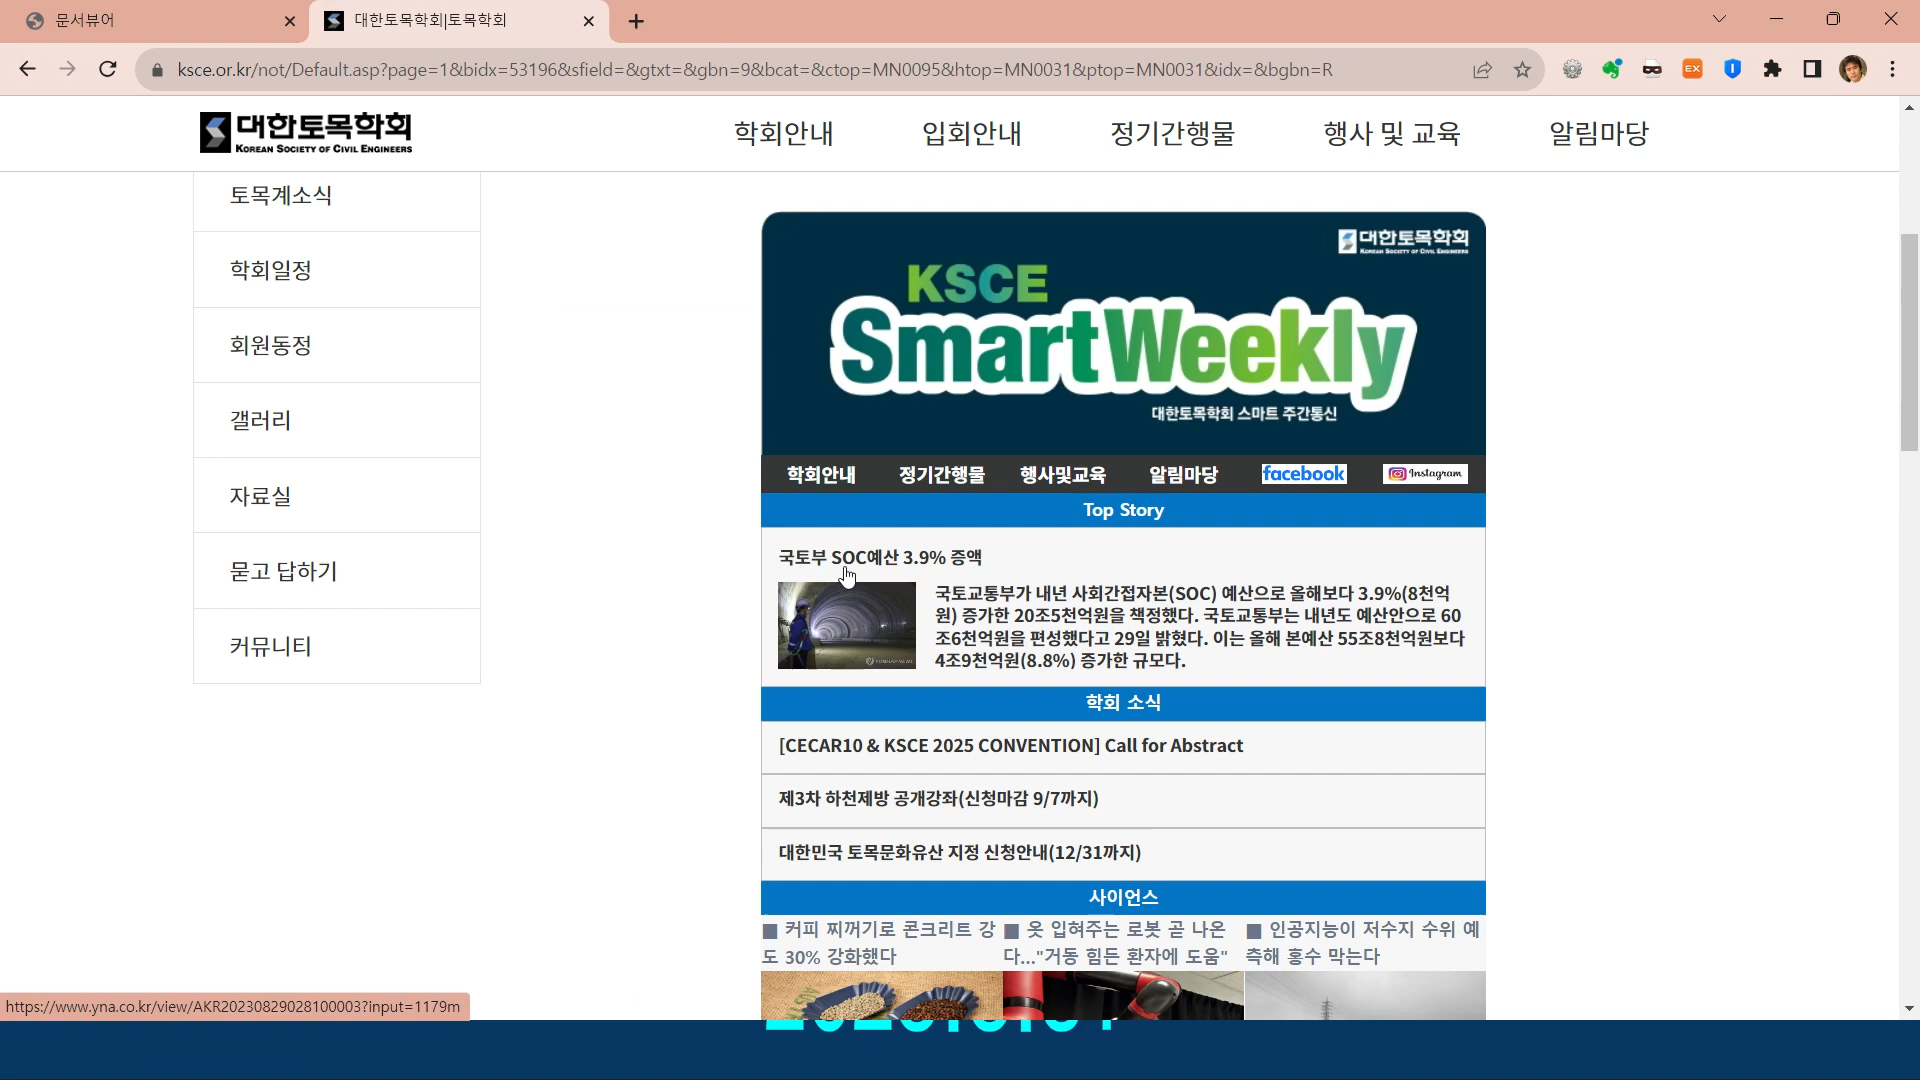 문서뷰어
대한토목학회|토목학회
ksce.or.kr/not/Default.asp?page=1&bidx=53196&sfield=&gtxt=&gbn=9&bcat=&ctop=MN0095&htop=MN0031&ptop=MN0031&idx=&bgbn=R
EX
대한토목학회
KOREAN SOCIETY OF CIVIL ENGINEERS
학회안내
입회안내
정기간행물
행사 및 교육
알림마당
토목계소식
학회일정
회원동정
갤러리
자료실
묻고 답하기
커뮤니티
대한토목학회
KOREAN SOCIETY OF CIVIL ENGINEERS
KSCE
SmartWeekly
대한토목학회 스마트 주간통신
학회안내
정기간행물
행사및교육
알림마당
facebook
Instagram
Top Story
국토부 SOC예산 3.9% 증액
국토교통부가 내년 사회간접자본(SOC) 예산으로 올해보다 3.9%(8천억
원) 증가한 20조5천억원을 책정했다. 국토교통부는 내년도 예산안으로 60
조6천억원을 편성했다고 29일 밝혔다. 이는 올해 본예산 55조8천억원보다
4조9천억원(8.8%) 증가한 규모다.
YONHAP NEWS
학회 소식
[CECAR10 & KSCE 2025 CONVENTION] Call for Abstract
제3차 하천제방 공개강좌(신청마감 9/7까지)
대한민국 토목문화유산 지정 신청안내(12/31까지)
사이언스
■ 커피 찌꺼기로 콘크리트 강
도 30% 강화했다
■ 옷 입혀주는 로봇 곧 나온
다..."거동 힘든 환자에 도움"
■ 인공지능이 저수지 수위 예
측해 홍수 막는다
https://www.yna.co.kr/view/AKR20230829028100003?input=1179m